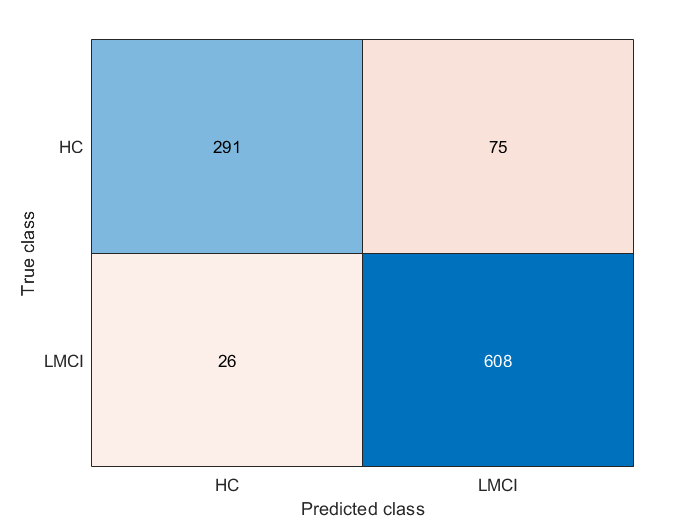 HC
291
75
True class
LMCI
26
608
HC
LMCI
Predicted class